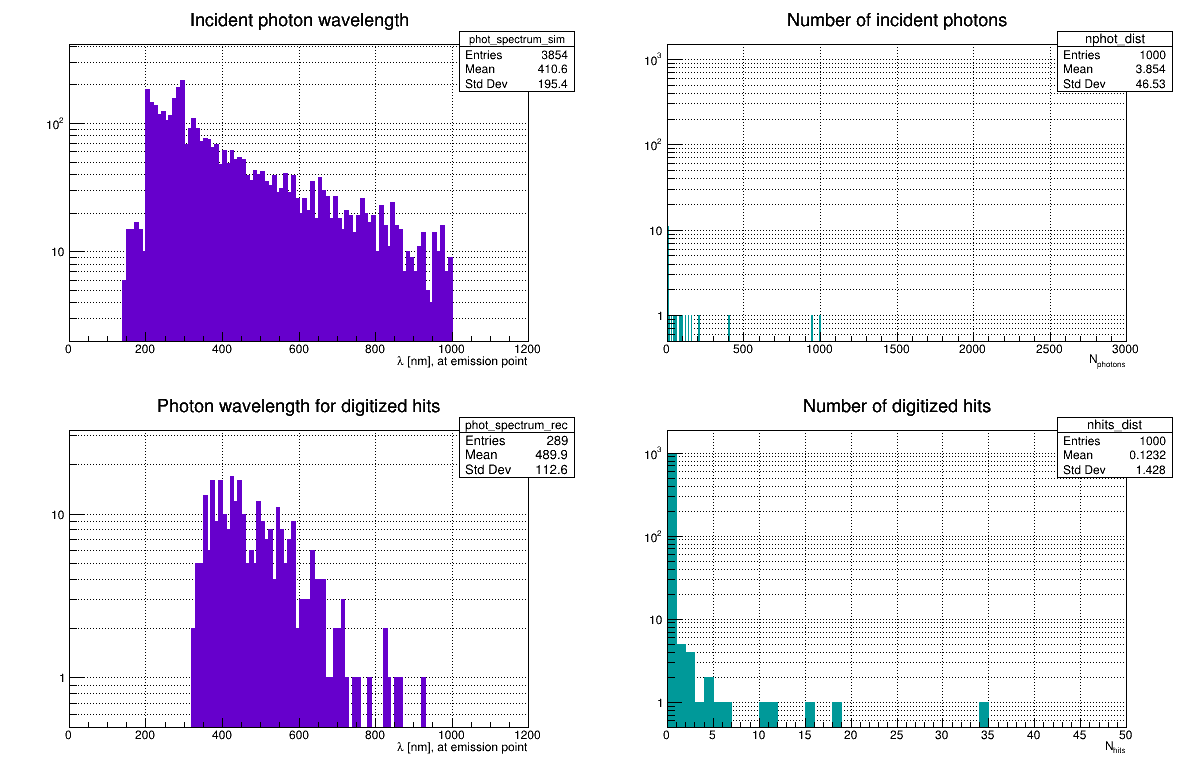 Incident photon wavelength
phot_spectrum_sim
Entries 3854
Mean 410.6
Std Dev 195.4
10²
10
0 200 400 600 800 1000 1200
λ [nm], at emission point
Number of incident photons
nphot_dist
Entries 1000
Mean 3.854
Std Dev 46.53
10³
10²
10
1
0 500 1000 1500 2000 2500 3000
Nphotons
Photon wavelength for digitized hits
phot_spectrum_rec
Entries 289
Mean 489.9
Std Dev 112.6
10
1
0 200 400 600 800 1000 1200
λ [nm], at emission point
Number of digitized hits
nhits_dist
Entries 1000
Mean 0.1232
Std Dev 1.428
10³
10²
10
1
0 5 10 15 20 25 30 35 40 45 50
Nhits